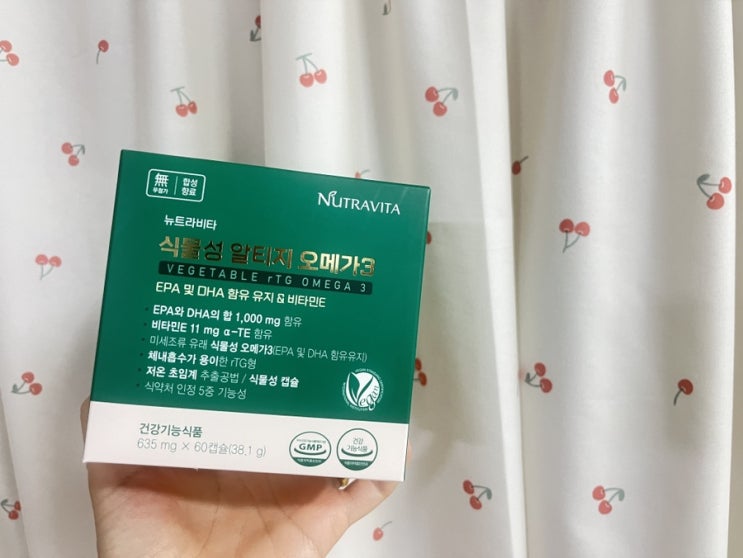 無 합성
무첨가 향료
NUTRAVITA
뉴트라비타
식물성 알티지 오메가3
VEGETABLE rTG OMEGA 3
EPA 및 DHA 함유 유지 & 비타민E
• EPA와 DHA의 합 1,000 mg 함유
• 비타민E 11 mg α-TE 함유
• 미세조류 유래 식물성 오메가3(EPA 및 DHA 함유유지)
• 체내흡수가 용이한 rTG형
• 저온 초임계 추출공법 / 식물성 캡슐
• 식약처 인정 5중 기능성
Vegan
건강기능식품
635 mg × 60캡슐(38.1 g)
GMP
건강
기능식품